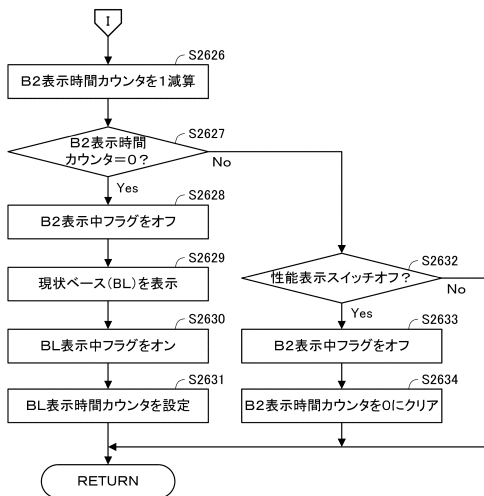 I
S2626
B2表示時間カウンタを1減算
S2627
B2表示時間
カウンタ=0?
No
Yes
S2628
B2表示中フラグをオフ
S2629
現状ベース(BL)を表示
S2630
BL表示中フラグをオン
S2631
BL表示時間カウンタを設定
S2632
性能表示スイッチオフ?
No
Yes
S2633
B2表示中フラグをオフ
S2634
B2表示時間カウンタを0にクリア
RETURN